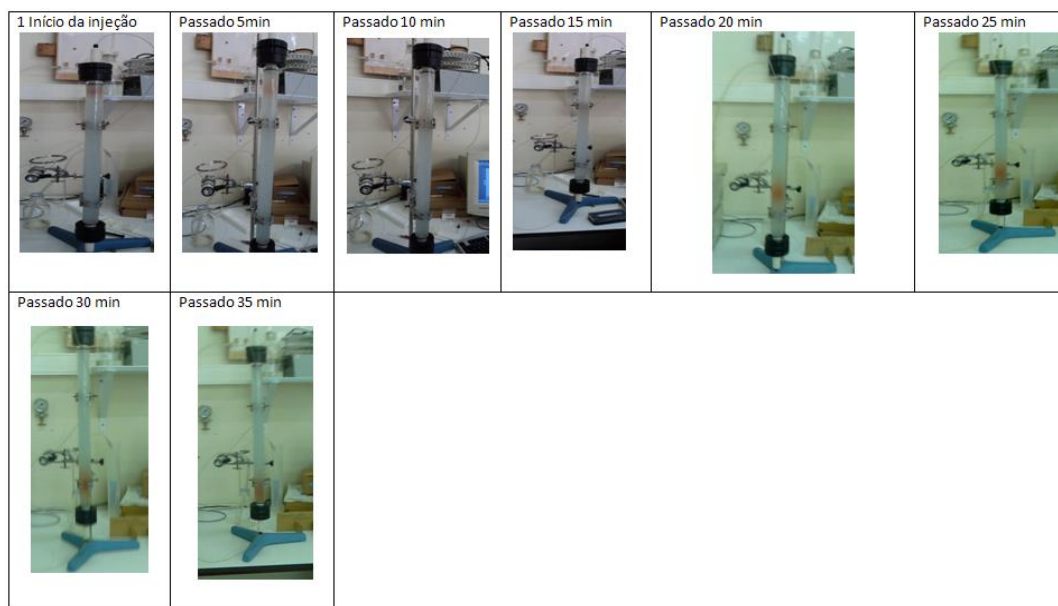 1 Início da injeção
Passado 5min
Passado 10 min
Passado 15 min
Passado 20 min
Passado 25 min
Passado 30 min
Passado 35 min